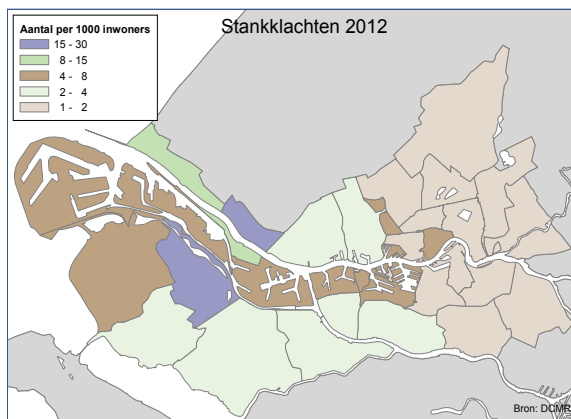 Stankklachten 2012
Aantal per 1000 inwoners
15 - 30
8 - 15
4 - 8
2 - 4
1 - 2
Bron: DCMR